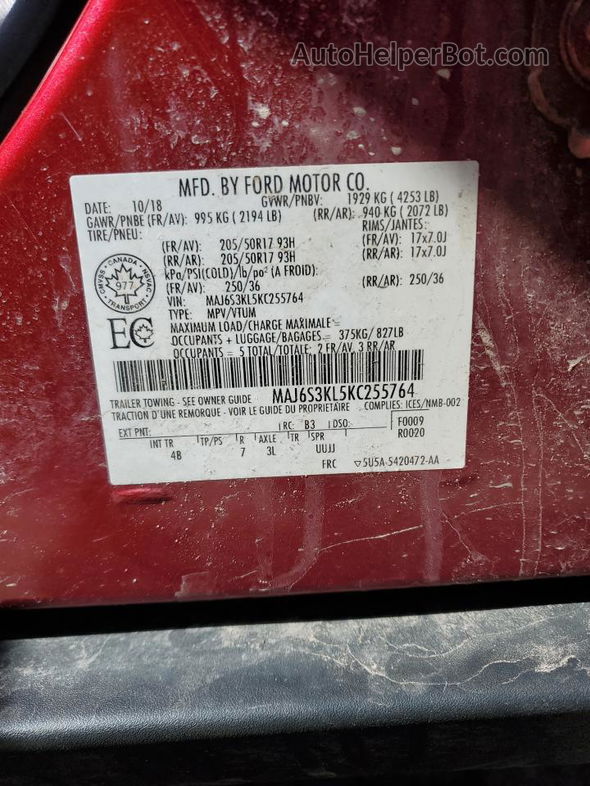 AutoHelperBot.com
MFD. BY FORD MOTOR CO.
DATE: 10/18 GVWR/PNBV: 1929 KG ( 4253 LB)
GAWR/PNBE (FR/AV) 995 KG ( 2194 LB) (RR/AR) 940 KG ( 2072 LB)
TIRE/PNEU: RIMS/JANTES:
(FR/AV) 205/50R17 93H (FR/AV) 17x7.0J
(RR/AR) 205/50R17 93H (RR/AR) 17x7.0J
kPa/PSI(COLD)/lb/po² (A FROID):
(FR/AV) 250/36 (RR/AR) 250/36
VIN: MAJ6S3KL5KC255764
TYPE: MPV/VTUM
MAXIMUM LOAD/CHARGE MAXIMALE=
OCCUPANTS + LUGGAGE/BAGAGES = 375KG/ 827LB
OCCUPANTS = 5 TOTAL/TOTALE: 2 FR/AV, 3 RR/AR
CMVSS CANADA NSVAC
977
TRANSPORT
EC
MAJ6S3KL5KC255764
TRAILER TOWING - SEE OWNER GUIDE
TRACTION D'UNE REMORQUE - VOIR LE GUIDE DU PROPRIETAIRE COMPLIES: ICES/NMB-002
EXT PNT: RC: B3 DSO: F0009
INT TR TP/PS R AXLE TR SPR R0020
4B 7 3L UUJJ
FRC ▽5U5A-S420472-AA